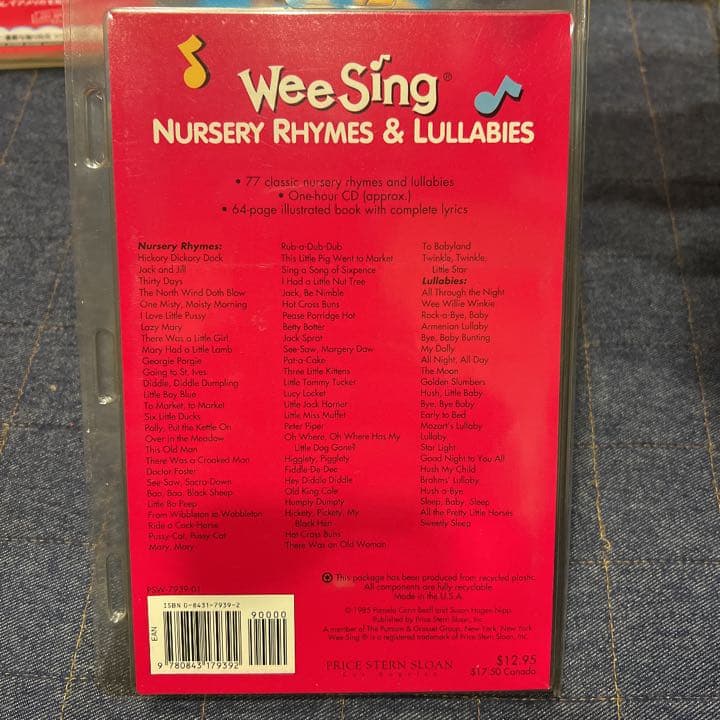 Wee Sing®
NURSERY RHYMES & LULLABIES
• 77 classic nursery rhymes and lullabies
• One-hour CD (approx.)
• 64-page illustrated book with complete lyrics
Nursery Rhymes:
Hickory Dickory Dock
Jack and Jill
Thirty Days
The North Wind Doth Blow
One Misty, Moisty Morning
I Love Little Pussy
Lazy Mary
There Was a Little Girl
Mary Had a Little Lamb
Georgie Porgie
Going to St. Ives
Diddle, Diddle Dumpling
Little Boy Blue
To Market, to Market
Six Little Ducks
Polly, Put the Kettle On
Over in the Meadow
This Old Man
There Was a Crooked Man
Doctor Foster
See-Saw, Sacra-Down
Baa, Baa, Black Sheep
Little Bo-Peep
From Wibbleton to Wobbleton
Ride a Cock-Horse
Pussy-Cat, Pussy-Cat
Mary, Mary
Rub-a-Dub-Dub
This Little Pig Went to Market
Sing a Song of Sixpence
I Had a Little Nut Tree
Jack, Be Nimble
Hot Cross Buns
Pease Porridge Hot
Betty Botter
Jack Sprat
See-Saw, Margery Daw
Pat-a-Cake
Three Little Kittens
Little Tommy Tucker
Lucy Locket
Little Jack Horner
Little Miss Muffet
Peter Piper
Oh Where, Oh Where Has My
Little Dog Gone?
Higglety, Pigglety
Fiddle-De-Dee
Hey Diddle Diddle
Old King Cole
Humpty-Dumpty
Hickety, Pickety, My
Black Hen
Hot Cross Buns
There Was an Old Woman
To Babyland
Twinkle, Twinkle,
Little Star
Lullabies:
All Through the Night
Wee Willie Winkie
Rock-a-Bye, Baby
Armenian Lullaby
Bye, Baby Bunting
My Dolly
All Night, All Day
The Moon
Golden Slumbers
Hush, Little Baby
Bye, Bye Baby
Early to Bed
Mozart's Lullaby
Lullaby
Star Light
Good Night to You All
Hush My Child
Brahms' Lullaby
Hush-a-Bye
Sleep, Baby, Sleep
All the Pretty Little Horses
Sweetly Sleep
This package has been produced from recycled plastic.
All components are fully recyclable.
Made in the U.S.A.
© 1985 Pamela Conn Beall and Susan Hagen Nipp
Published by Price Stern Sloan, Inc.
A member of The Putnam & Grosset Group, New York, New York
Wee Sing ® is a registered trademark of Price Stern Sloan, Inc.
PSW 7939-01
ISBN 0-8431-7939-2
90000
EAN
9 780843 179392
PRICE STERN SLOAN
Los Angeles
$12.95
$17.50 Canada